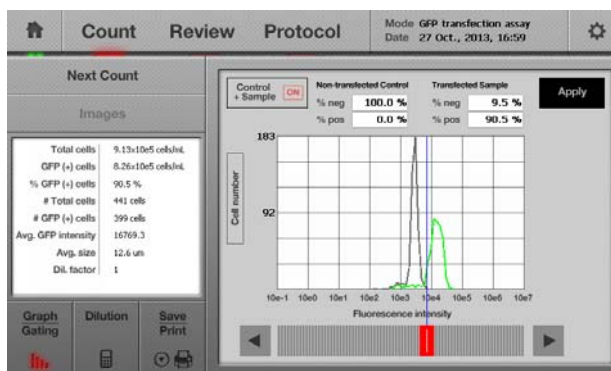 Count Review Protocol
Mode GFP transfection assay
Date 27 Oct., 2013, 16:59
Next Count
Images
Total cells 9.13x10e5 cells/mL
GFP (+) cells 8.26x10e5 cells/mL
% GFP (+) cells 90.5 %
# Total cells 441 cells
# GFP (+) cells 399 cells
Avg. GFP intensity 16769.3
Avg. size 12.6 um
Dil. factor 1
Graph Gating
Dilution
Save Print
Control + Sample ON
Non-transfected Control
% neg 100.0 %
% pos 0.0 %
Transfected Sample
% neg 9.5 %
% pos 90.5 %
Apply
183
92
Cell number
10e-1 10e0 10e1 10e2 10e3 10e4 10e5 10e6 10e7
Fluorescence intensity